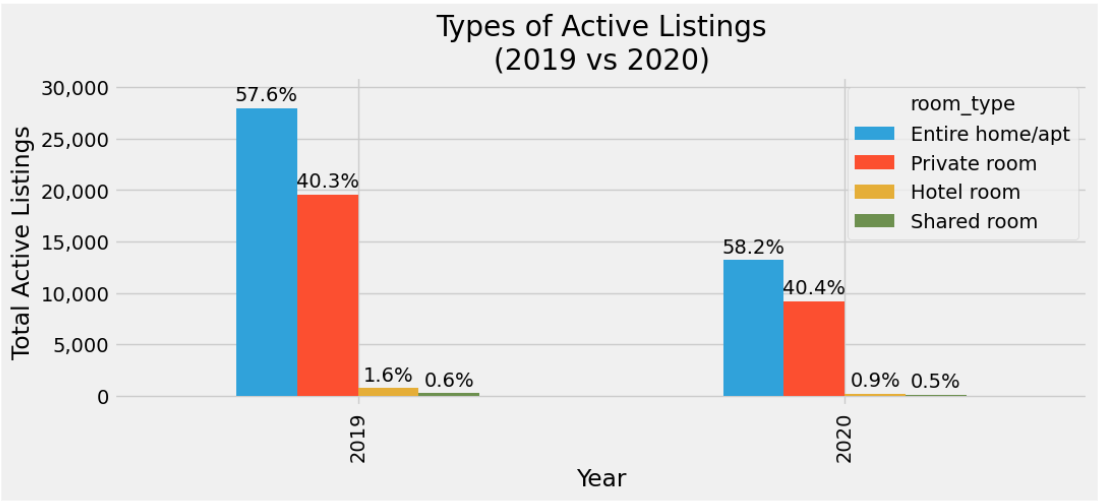 Types of Active Listings
(2019 vs 2020)
Total Active Listings
30,000
25,000
20,000
15,000
10,000
5,000
0
57.6%
40.3%
1.6%
0.6%
58.2%
40.4%
0.9%
0.5%
room_type
Entire home/apt
Private room
Hotel room
Shared room
2019
2020
Year